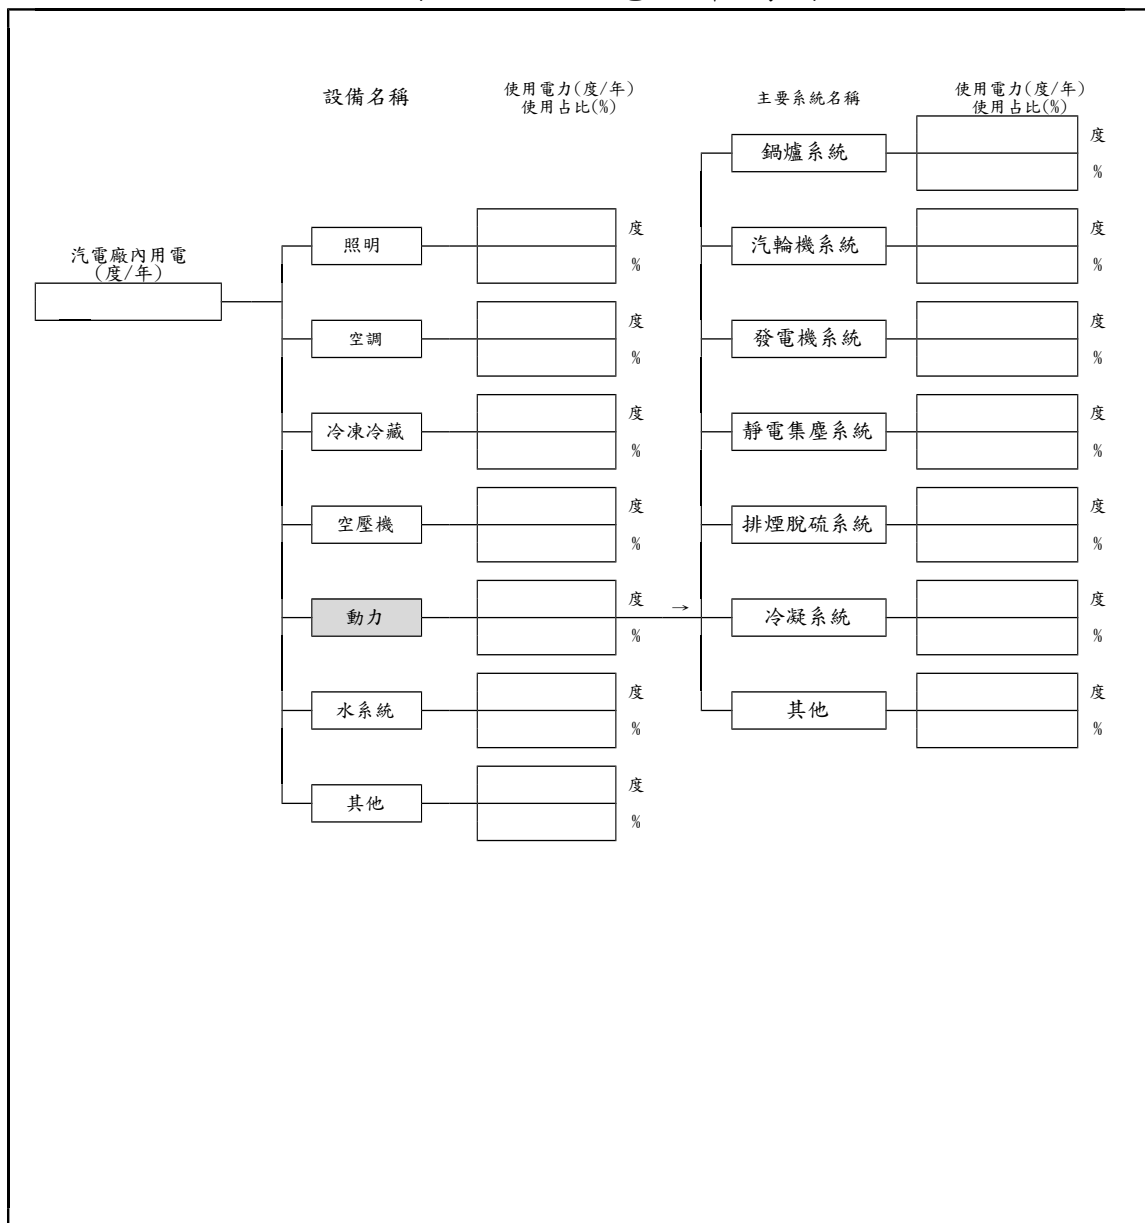 設備名稱
使用電力(度/年)
使用占比(%)
主要系統名稱
使用電力(度/年)
使用占比(%)
汽電廠內用電
(度/年)
照明
度
%
空調
度
%
冷凍冷藏
度
%
空壓機
度
%
動力
度
%
→
水系統
度
%
其他
度
%
鍋爐系統
度
%
汽輪機系統
度
%
發電機系統
度
%
靜電集塵系統
度
%
排煙脫硫系統
度
%
冷凝系統
度
%
其他
度
%